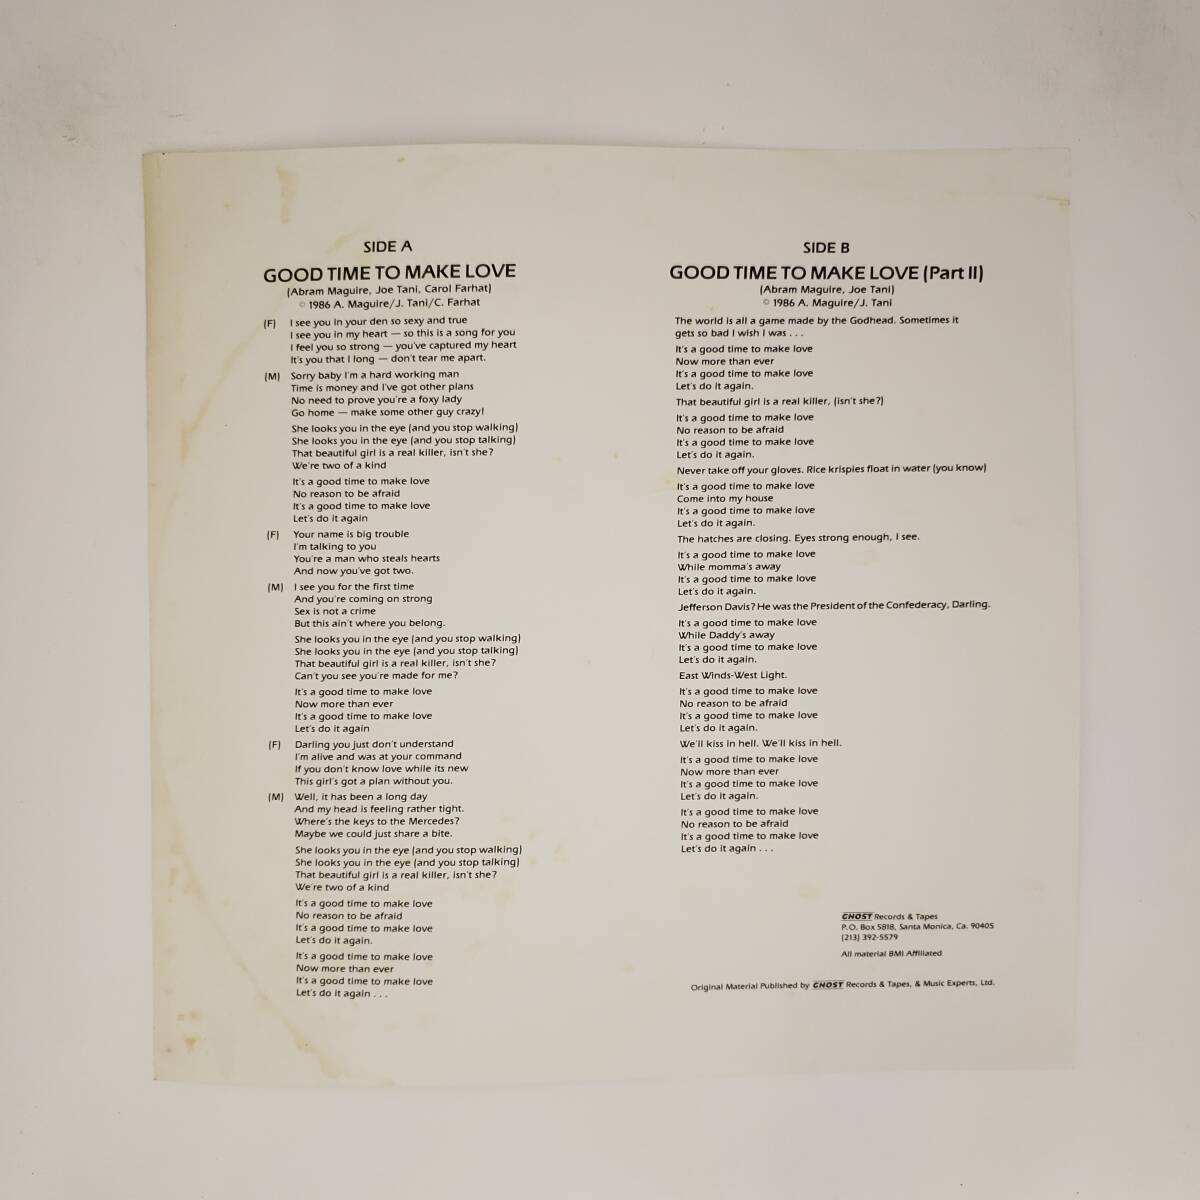 SIDE A
GOOD TIME TO MAKE LOVE
(Abram Maguire, Joe Tani, Carol Farhat)
© 1986 A. Maguire/J. Tani/C. Farhat
(F) I see you in your den so sexy and true
I see you in my heart — so this is a song for you
I feel you so strong — you've captured my heart
It's you that I long — don't tear me apart.
(M) Sorry baby I'm a hard working man
Time is money and I've got other plans
No need to prove you're a foxy lady
Go home — make some other guy crazy!
She looks you in the eye (and you stop walking)
She looks you in the eye (and you stop talking)
That beautiful girl is a real killer, isn't she?
We're two of a kind
It's a good time to make love
No reason to be afraid
It's a good time to make love
Let's do it again
(F) Your name is big trouble
I'm talking to you
You're a man who steals hearts
And now you've got two.
(M) I see you for the first time
And you're coming on strong
Sex is not a crime
But this ain't where you belong.
She looks you in the eye (and you stop walking)
She looks you in the eye (and you stop talking)
That beautiful girl is a real killer, isn't she?
Can't you see you're made for me?
It's a good time to make love
Now more than ever
It's a good time to make love
Let's do it again
(F) Darling you just don't understand
I'm alive and was at your command
If you don't know love while its new
This girl's got a plan without you.
(M) Well, it has been a long day
And my head is feeling rather tight.
Where's the keys to the Mercedes?
Maybe we could just share a bite.
She looks you in the eye (and you stop walking)
She looks you in the eye (and you stop talking)
That beautiful girl is a real killer, isn't she?
We're two of a kind
It's a good time to make love
No reason to be afraid
It's a good time to make love
Let's do it again.
It's a good time to make love
Now more than ever
It's a good time to make love
Let's do it again . . .
SIDE B
GOOD TIME TO MAKE LOVE (Part II)
(Abram Maguire, Joe Tani)
© 1986 A. Maguire/J. Tani
The world is all a game made by the Godhead. Sometimes it
gets so bad I wish I was . . .
It's a good time to make love
Now more than ever
It's a good time to make love
Let's do it again.
That beautiful girl is a real killer, (isn't she?)
It's a good time to make love
No reason to be afraid
It's a good time to make love
Let's do it again.
Never take off your gloves. Rice krispies float in water (you know)
It's a good time to make love
Come into my house
It's a good time to make love
Let's do it again.
The hatches are closing. Eyes strong enough, I see.
It's a good time to make love
While momma's away
It's a good time to make love
Let's do it again.
Jefferson Davis? He was the President of the Confederacy, Darling.
It's a good time to make love
While Daddy's away
It's a good time to make love
Let's do it again.
East Winds-West Light.
It's a good time to make love
No reason to be afraid
It's a good time to make love
Let's do it again.
We'll kiss in hell. We'll kiss in hell.
It's a good time to make love
Now more than ever
It's a good time to make love
Let's do it again.
It's a good time to make love
No reason to be afraid
It's a good time to make love
Let's do it again . . .
GHOST Records & Tapes
P.O. Box 5818, Santa Monica, Ca. 90405
(213) 392-5579
All material BMI Affiliated
Original Material Published by GHOST Records & Tapes, & Music Experts, Ltd.